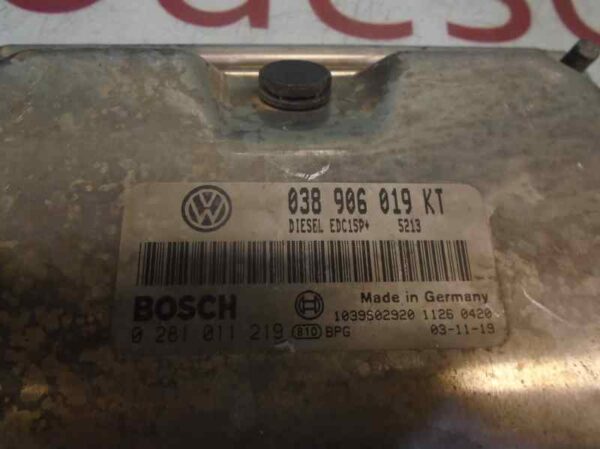 038 906 019 KT
DIESEL EDC15P+ 5213
BOSCH
Made in Germany
0 281 011 219 810 BPG
1039S02920 1126 0420
03-11-19